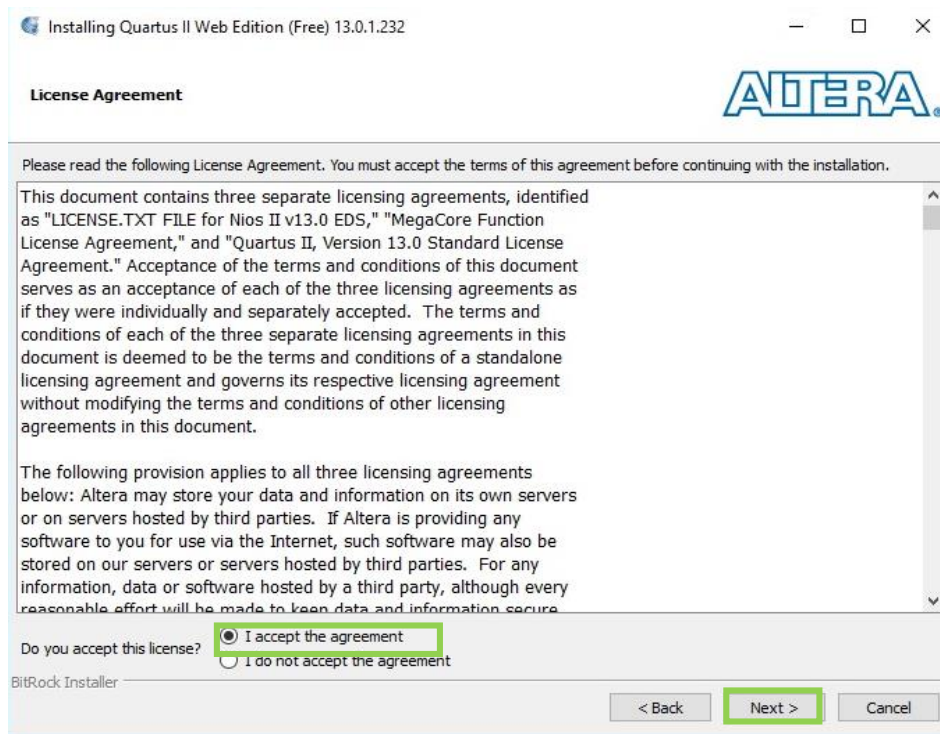 Installing Quartus II Web Edition (Free) 13.0.1.232
License Agreement
ALTERA
Please read the following License Agreement. You must accept the terms of this agreement before continuing with the installation.
This document contains three separate licensing agreements, identified
as "LICENSE.TXT FILE for Nios II v13.0 EDS," "MegaCore Function
License Agreement," and "Quartus II, Version 13.0 Standard License
Agreement." Acceptance of the terms and conditions of this document
serves as an acceptance of each of the three licensing agreements as
if they were individually and separately accepted.  The terms and
conditions of each of the three separate licensing agreements in this
document is deemed to be the terms and conditions of a standalone
licensing agreement and governs its respective licensing agreement
without modifying the terms and conditions of other licensing
agreements in this document.
The following provision applies to all three licensing agreements
below: Altera may store your data and information on its own servers
or on servers hosted by third parties.  If Altera is providing any
software to you for use via the Internet, such software may also be
stored on our servers or servers hosted by third parties.  For any
information, data or software hosted by a third party, although every
reasonable effort will be made to keep data and information secure
Do you accept this license?
I accept the agreement
I do not accept the agreement
BitRock Installer
< Back
Next >
Cancel